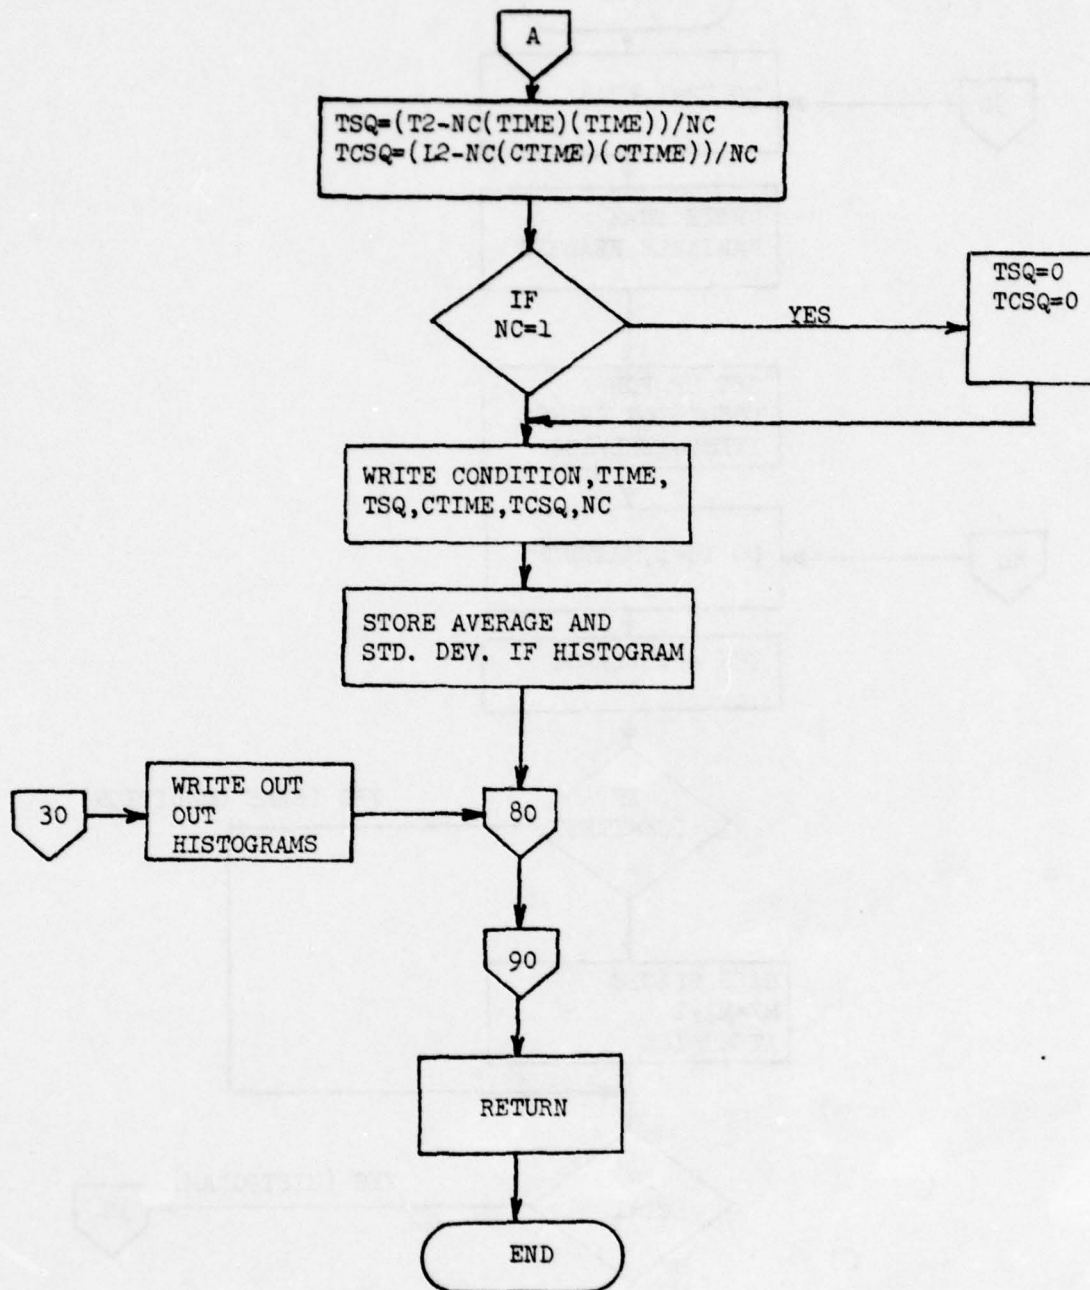 A
TSQ=(T2-NC(TIME)(TIME))/NC
TCSQ=(L2-NC(CTIME)(CTIME))/NC
IF
NC=1
YES
TSQ=0
TCSQ=0
WRITE CONDITION,TIME,
TSQ,CTIME,TCSQ,NC
STORE AVERAGE AND
STD. DEV. IF HISTOGRAM
30
WRITE OUT
OUT
HISTOGRAMS
80
90
RETURN
END